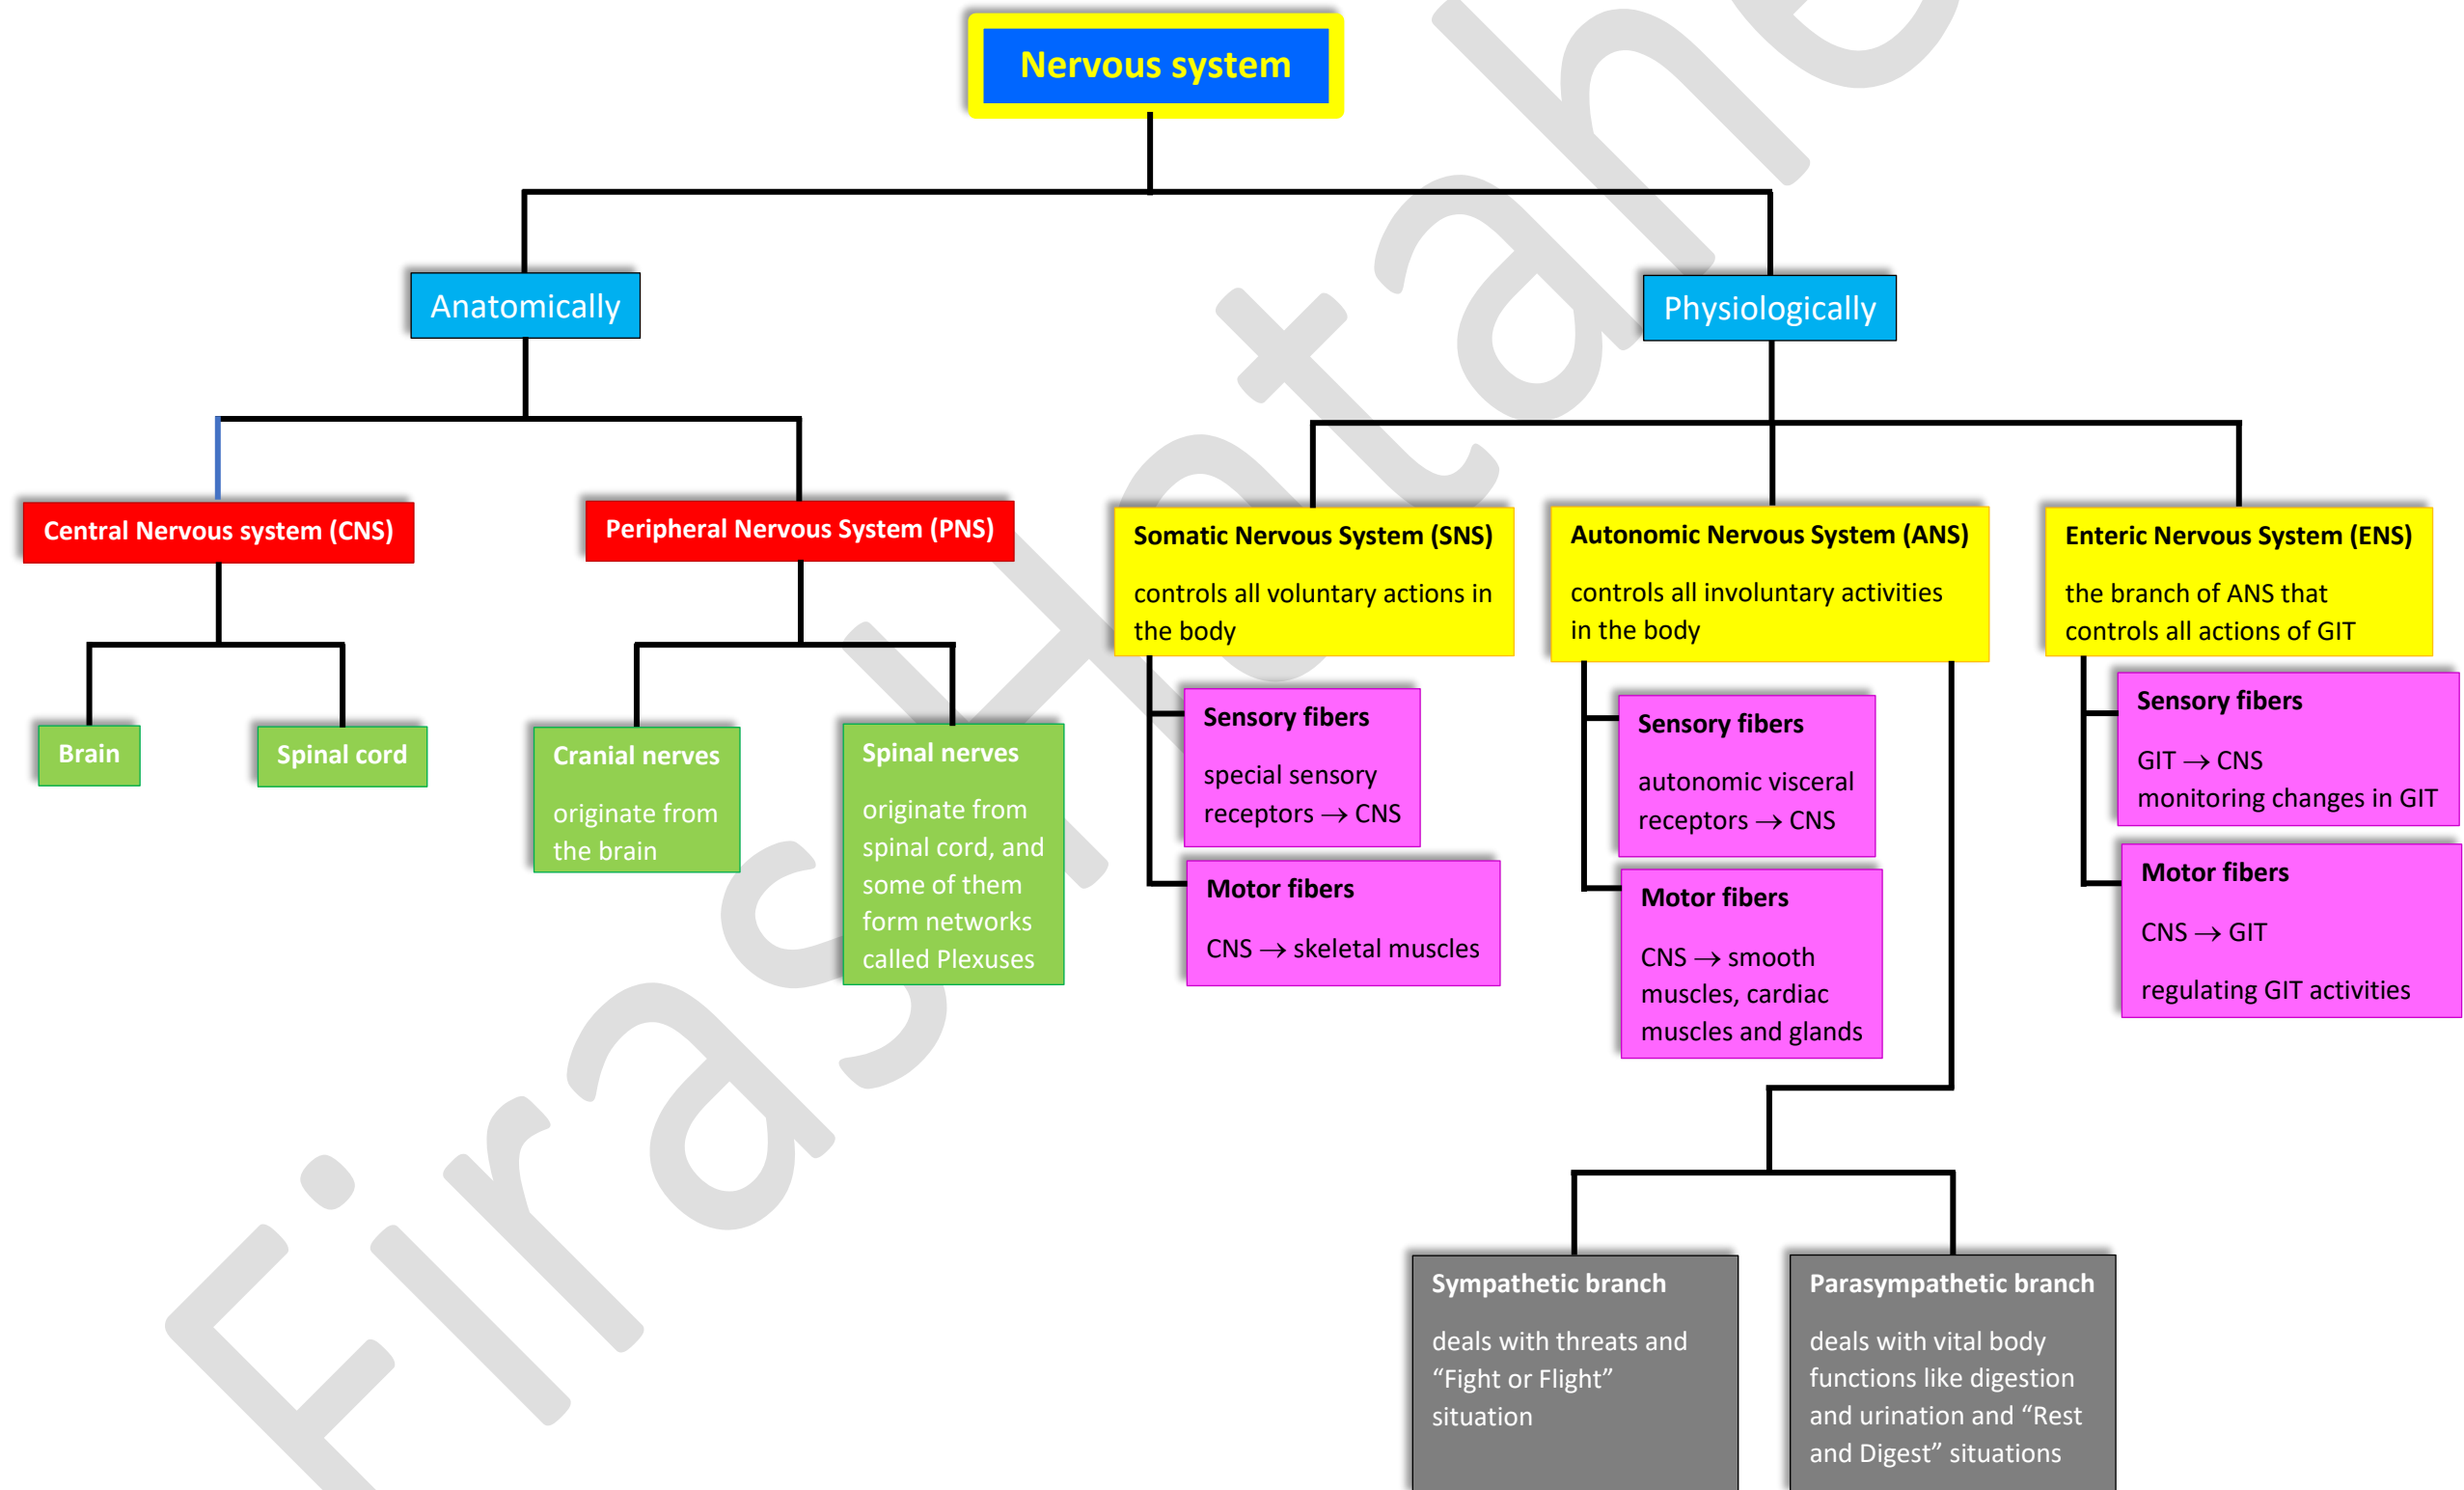 Nervous system
Anatomically
Physiologically
Central Nervous system (CNS)
Peripheral Nervous System (PNS)
Brain
Spinal cord
Cranial nerves
originate from
the brain
Spinal nerves
originate from
spinal cord, and
some of them
form networks
called Plexuses
Somatic Nervous System (SNS)
controls all voluntary actions in
the body
Sensory fibers
special sensory
receptors → CNS
Motor fibers
CNS → skeletal muscles
Autonomic Nervous System (ANS)
controls all involuntary activities
in the body
Sensory fibers
autonomic visceral
receptors → CNS
Motor fibers
CNS → smooth
muscles, cardiac
muscles and glands
Enteric Nervous System (ENS)
the branch of ANS that
controls all actions of GIT
Sensory fibers
GIT → CNS
monitoring changes in GIT
Motor fibers
CNS → GIT
regulating GIT activities
Sympathetic branch
deals with threats and
“Fight or Flight”
situation
Parasympathetic branch
deals with vital body
functions like digestion
and urination and “Rest
and Digest” situations
Firas Hatahe